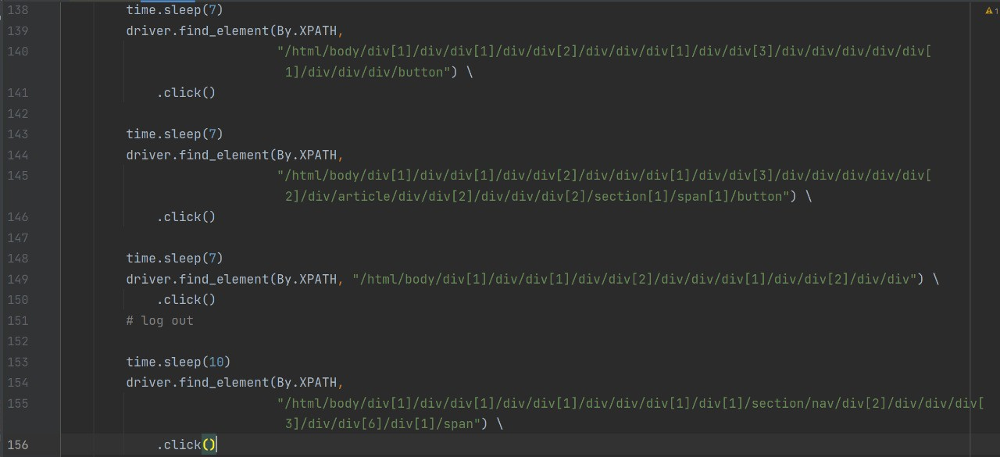 138 time.sleep(7)
139 driver.find_element(By.XPATH,
140 "/html/body/div[1]/div/div[1]/div/div[2]/div/div/div[1]/div/div[3]/div/div/div/div/div[
1]/div/div/div/button") \
141 .click()
142
143 time.sleep(7)
144 driver.find_element(By.XPATH,
145 "/html/body/div[1]/div/div[1]/div/div[2]/div/div/div[1]/div/div[3]/div/div/div/div/div[
2]/div/article/div/div[2]/div/div/div[2]/section[1]/span[1]/button") \
146 .click()
147
148 time.sleep(7)
149 driver.find_element(By.XPATH, "/html/body/div[1]/div/div[1]/div/div[2]/div/div/div[1]/div/div[2]/div/div") \
150 .click()
151 # log out
152
153 time.sleep(10)
154 driver.find_element(By.XPATH,
155 "/html/body/div[1]/div/div[1]/div/div[1]/div/div/div[1]/div[1]/section/nav/div[2]/div/div/div[
3]/div/div[6]/div[1]/span") \
156 .click()
1